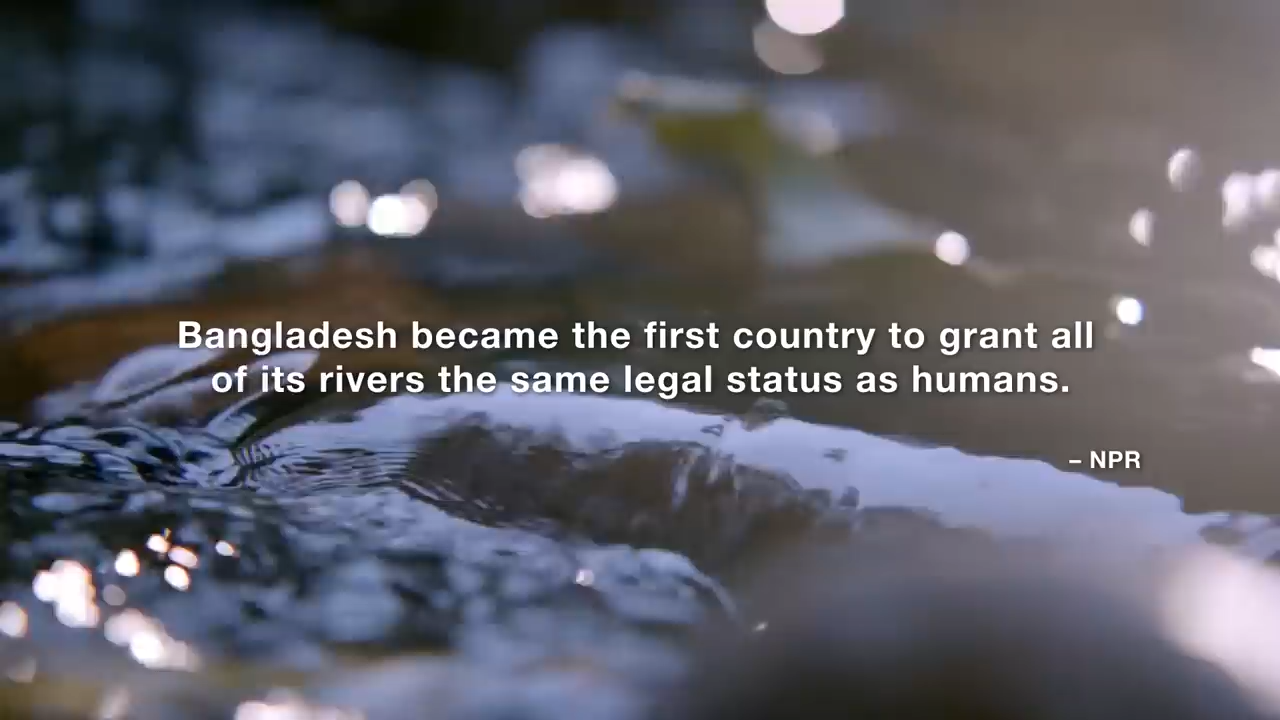 Bangladesh became the first country to grant all
of its rivers the same legal status as humans.
– NPR